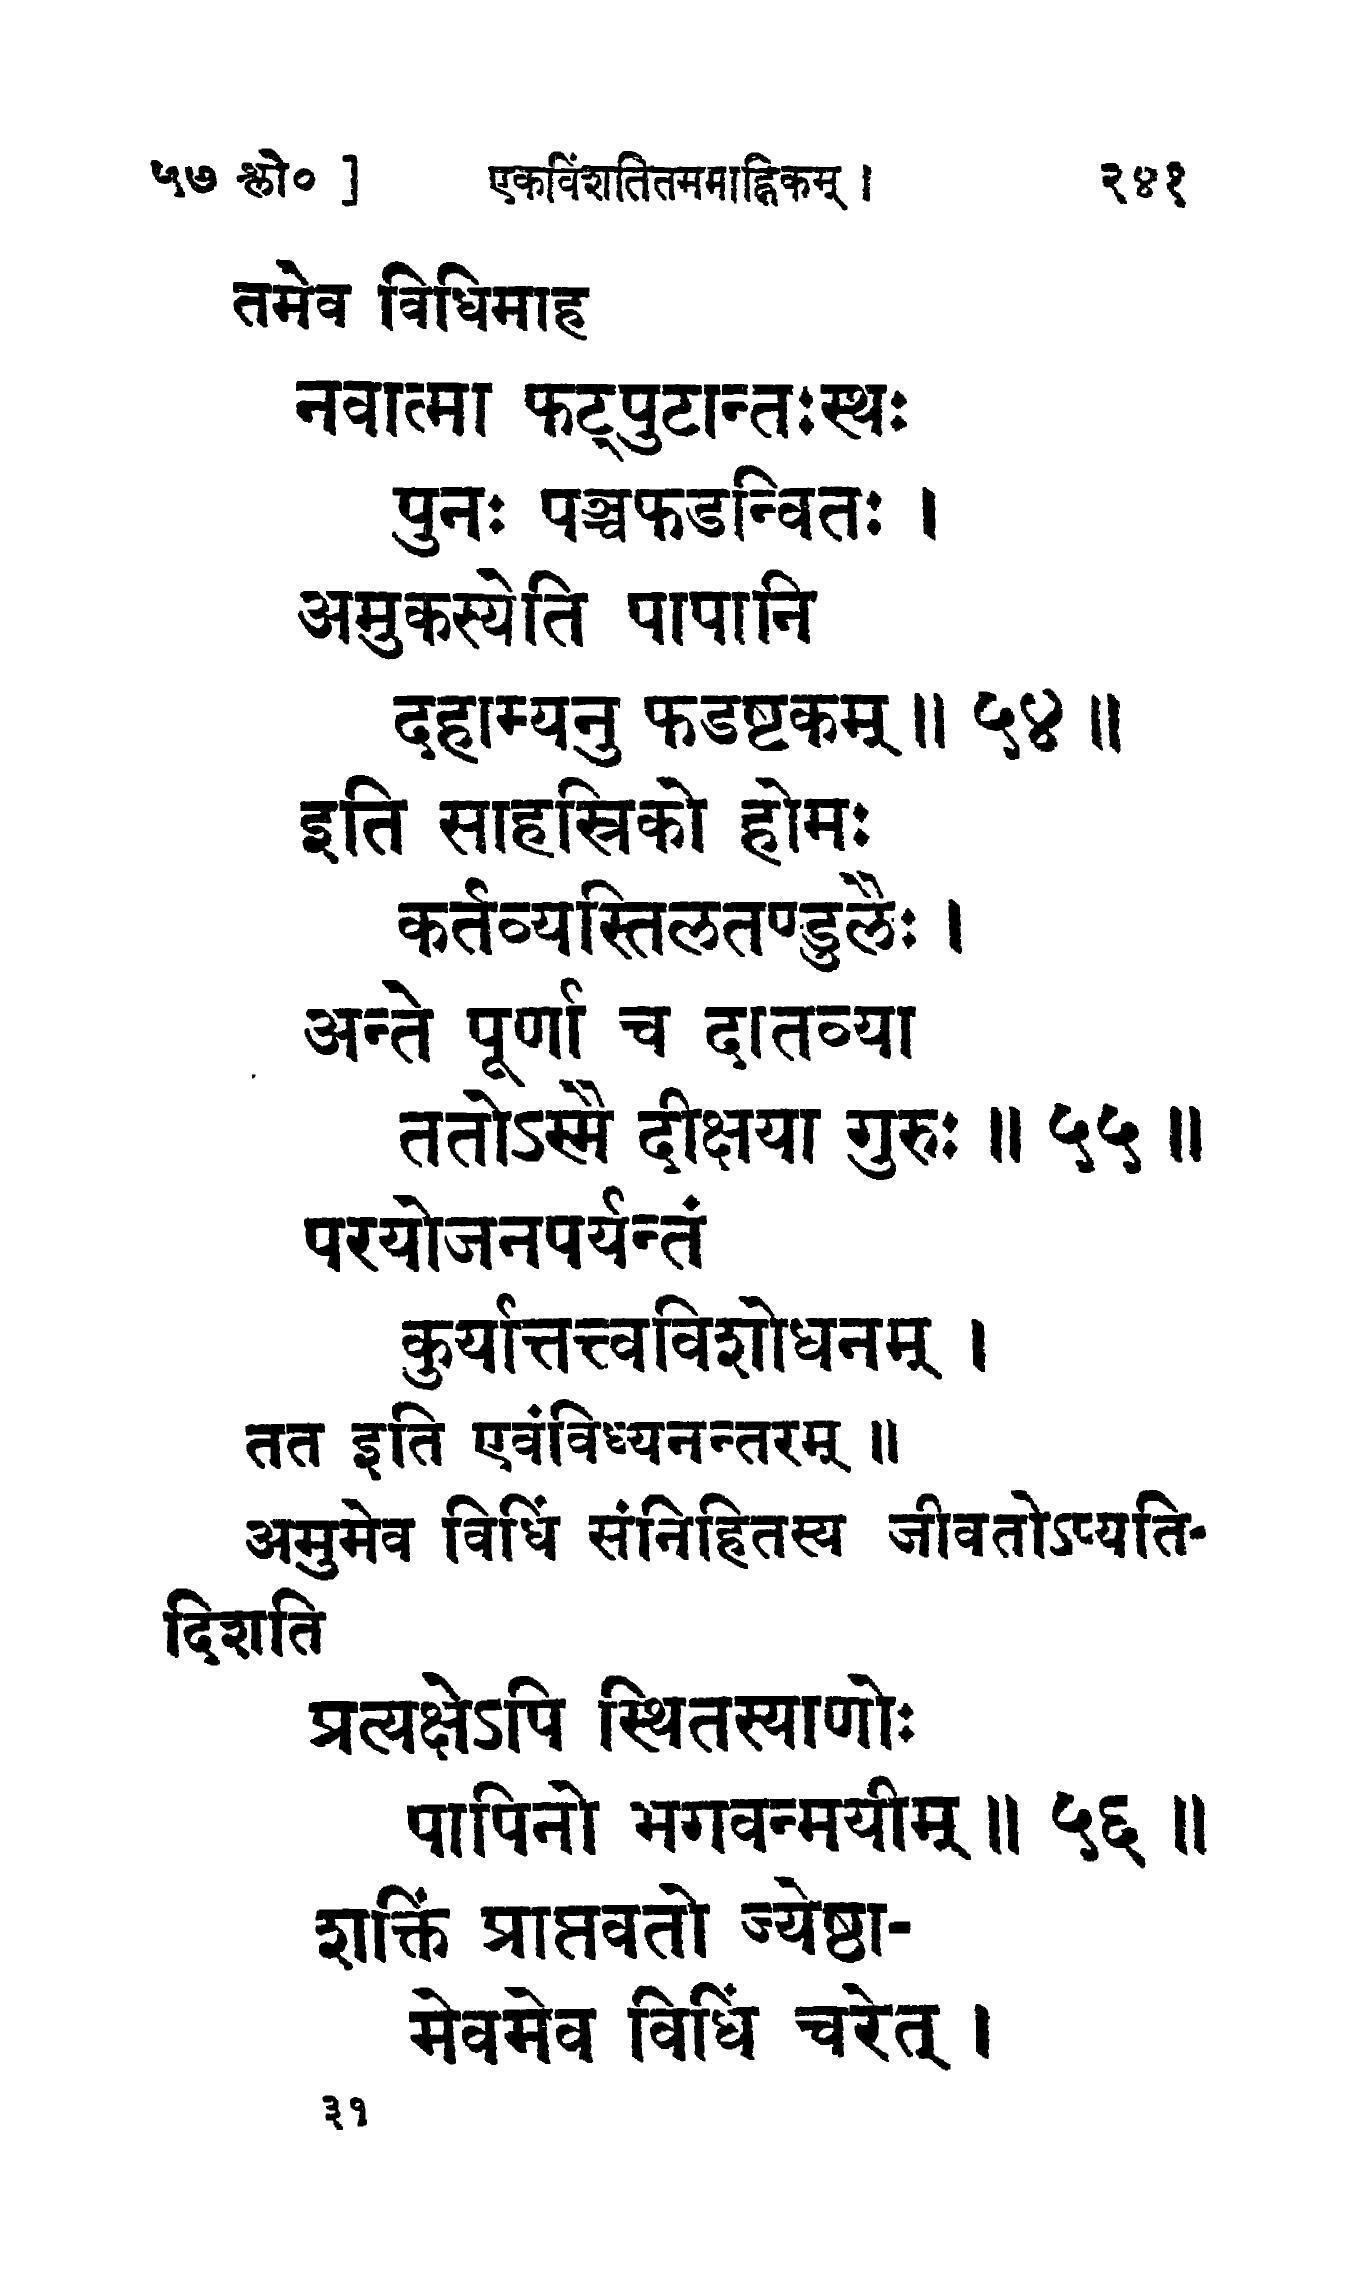 ५७ श्लो० ] एकविंशतितममाह्निकम् । २४१
तमेव विधिमाह
नवात्मा फट्पुटान्तःस्थः
पुनः पञ्चफडन्वितः ।
अमुकस्येति पापानि
दहाम्यनु फडष्टकम् ॥ ५४ ॥
इति साहस्रिको होमः
कर्तव्यस्तिलतण्डुलैः ।
अन्ते पूर्णा च दातव्या
ततोऽस्मै दीक्षया गुरुः ॥ ५५ ॥
परयोजनपर्यन्तं
कुर्यात्तत्त्वविशोधनम् ।
तत इति एवंविध्यनन्तरम् ॥
अमुमेव विधिं संनिहितस्य जीवतोऽप्यति-
दिशति
प्रत्यक्षेऽपि स्थितस्याणोः
पापिनो भगवन्मयीम् ॥ ५६ ॥
शक्तिं प्राप्तवतो ज्येष्ठा-
मेवमेव विधिं चरेत् ।
३१